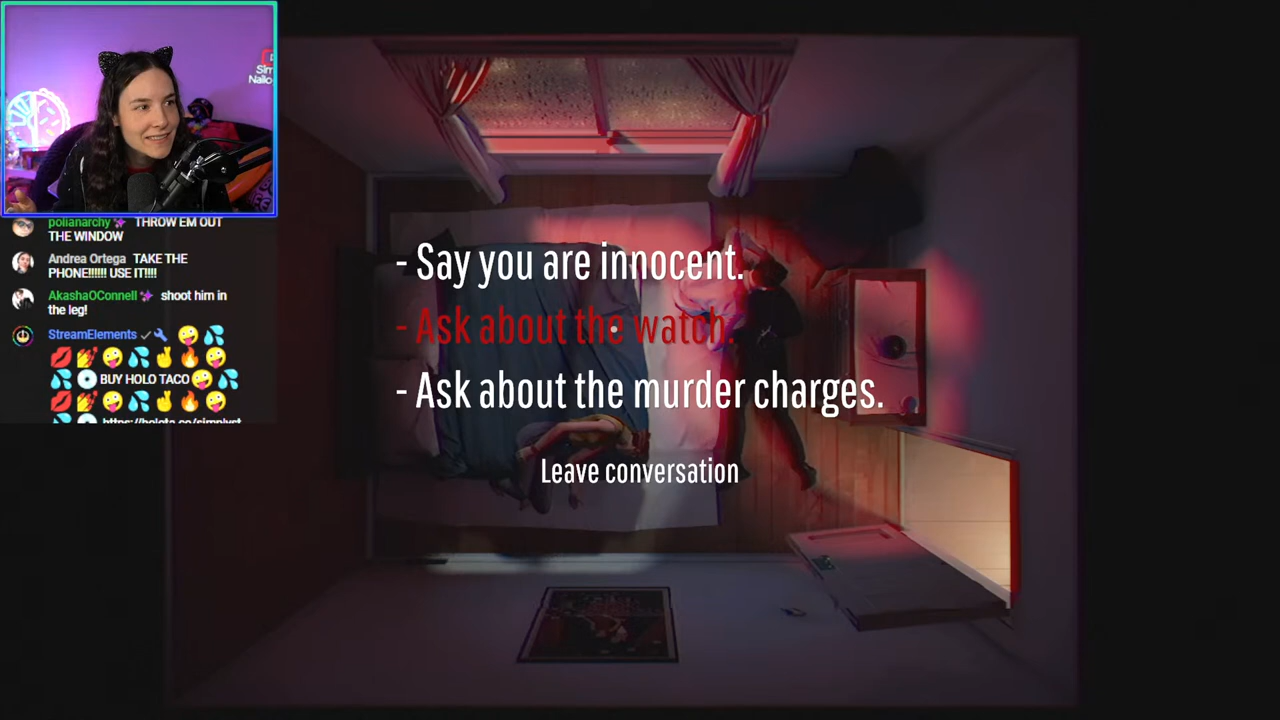 polianarchy THROW EM OUT
THE WINDOW
Andrea Ortega TAKE THE
PHONE!!!!!! USE IT!!!!
AkashaOConnell shoot him in
the leg!
StreamElements
BUY HOLO TACO
- Say you are innocent.
- Ask about the watch.
- Ask about the murder charges.
Leave conversation